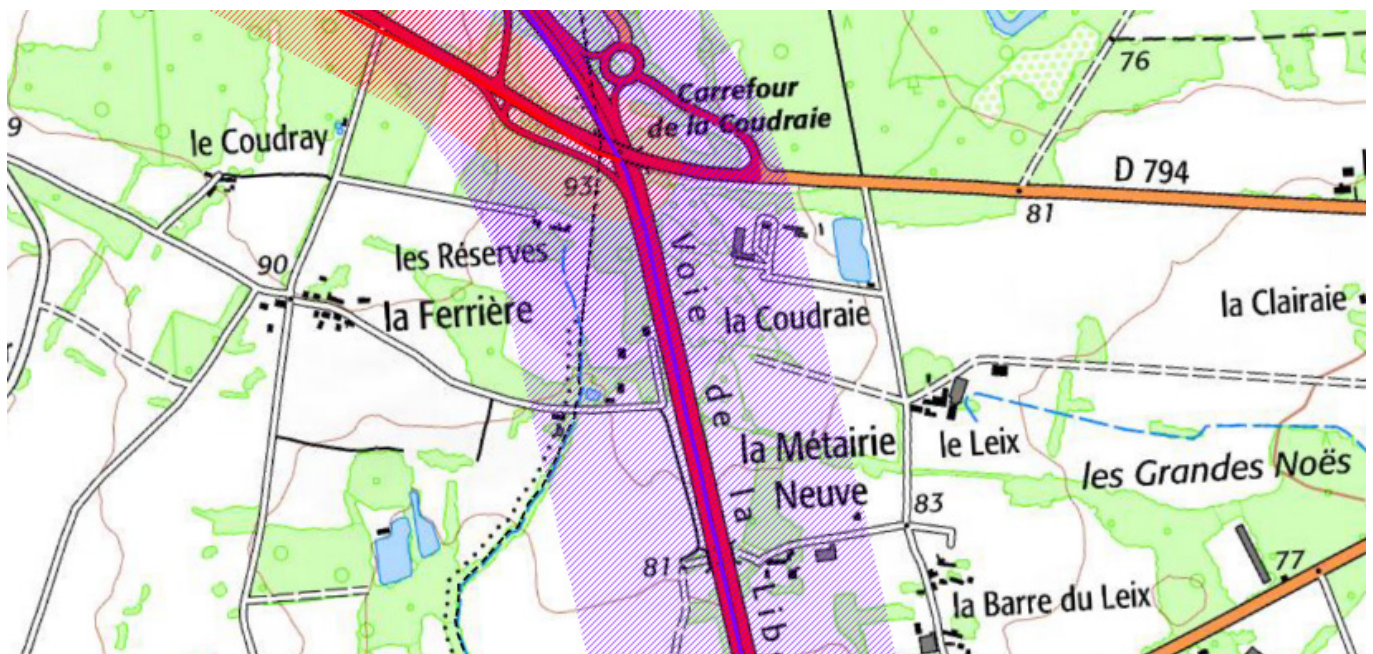 76
Carrefour
de la Coudraie
9
le Coudray
D 794
93
81
les Réserves
90
la Ferrière
la Coudraie
la Clairaie
Voie de la
la Métairie
Neuve
le Leix
les Grandes Noës
83
81
77
la Barre du Leix